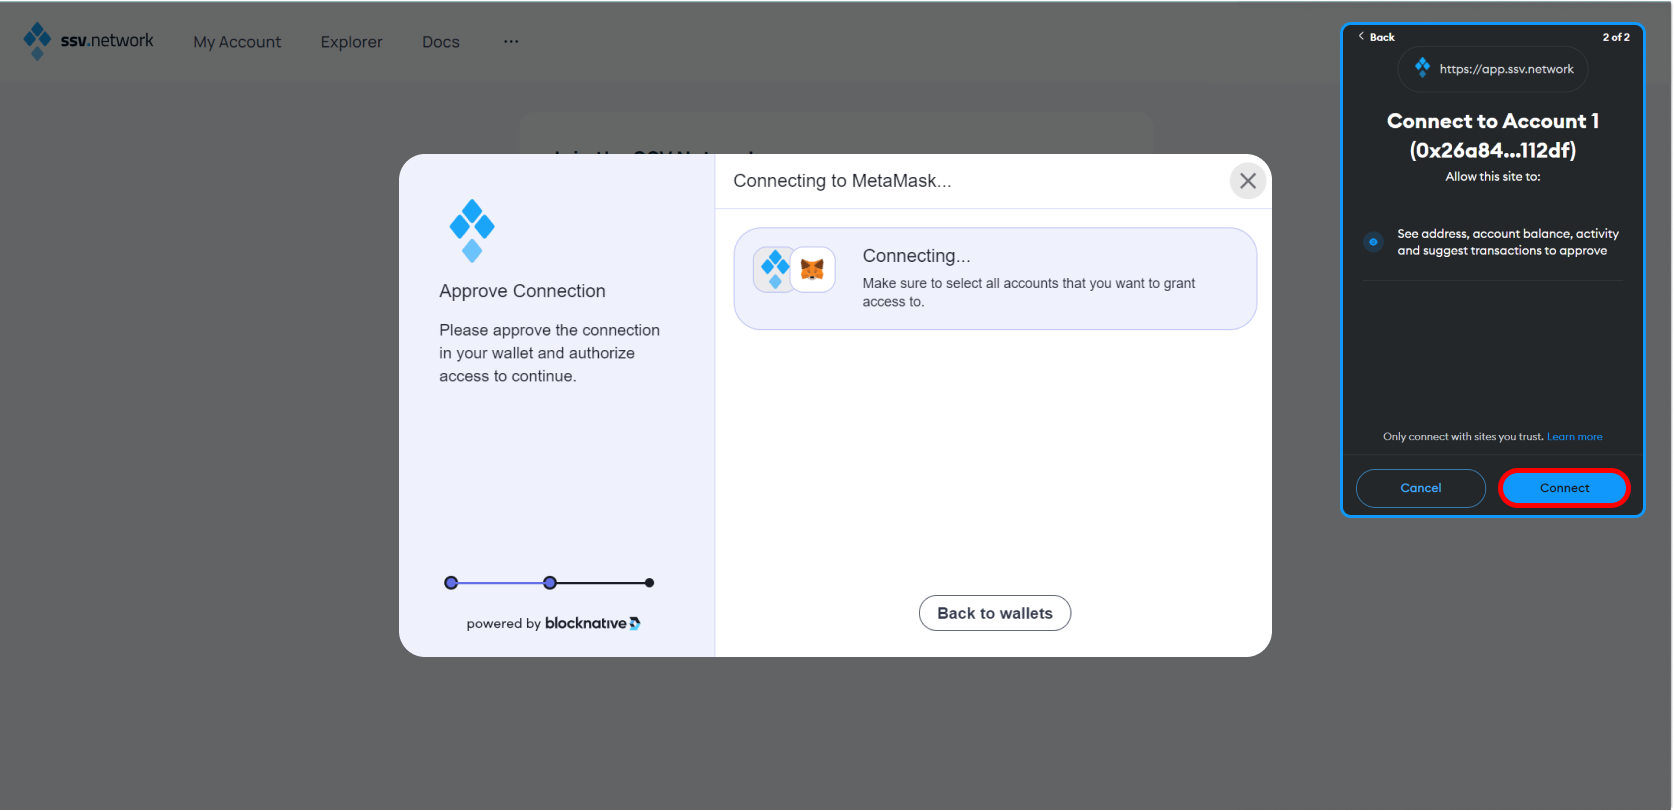 ssv.network
My Account
Explorer
Docs
...
Approve Connection
Please approve the connection
in your wallet and authorize
access to continue.
powered by blocknative
Connecting to MetaMask...
Connecting...
Make sure to select all accounts that you want to grant
access to.
Back to wallets
Back
2 of 2
https://app.ssv.network
Connect to Account 1
(0x26a84...112df)
Allow this site to:
See address, account balance, activity
and suggest transactions to approve
Only connect with sites you trust. Learn more
Cancel
Connect